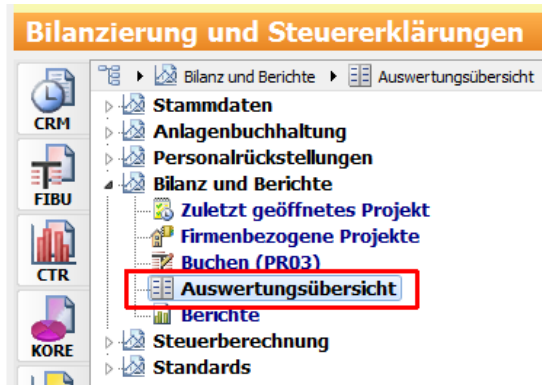 Bilanzierung und Steuererklärungen
Bilanz und Berichte Auswertungsübersicht
CRM
FIBU
CTR
KORE
Stammdaten
Anlagenbuchhaltung
Personalrückstellungen
Bilanz und Berichte
Zuletzt geöffnetes Projekt
Firmenbezogene Projekte
Buchen (PR03)
Auswertungsübersicht
Berichte
Steuerberechnung
Standards